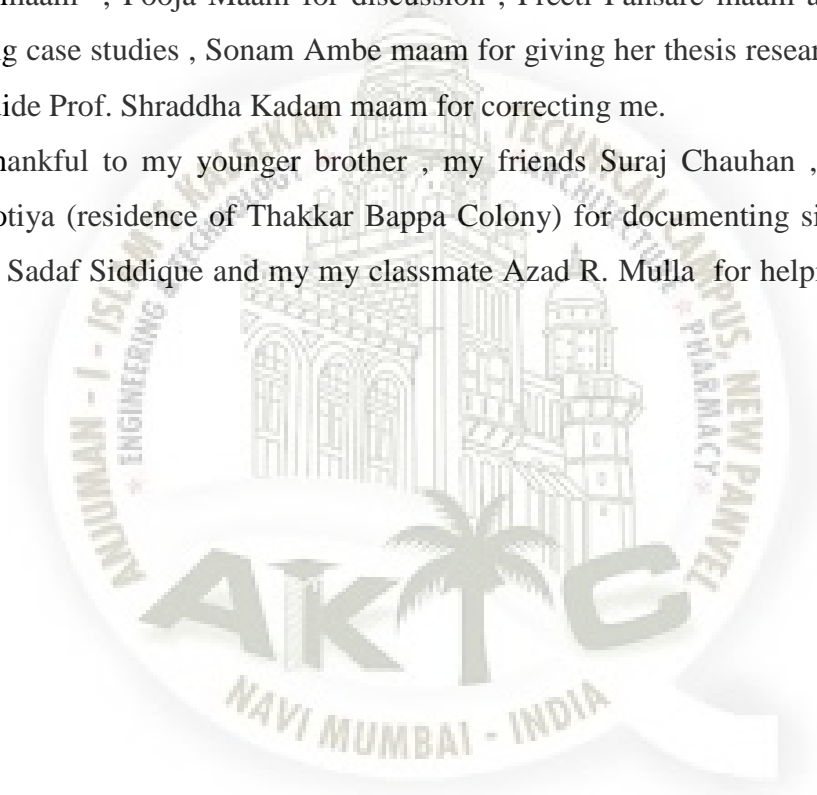 maam , Pooja Maam for discussion , Preeti Pansare maam a
g case studies , Sonam Ambe maam for giving her thesis resear
ide Prof. Shraddha Kadam maam for correcting me.
hankful to my younger brother , my friends Suraj Chauhan ,
otiya (residence of Thakkar Bappa Colony) for documenting si
Sadaf Siddique and my my classmate Azad R. Mulla for help
ANJUMAN - I - ISLAM'S KALSEKAR TECHNICAL CAMPUS, NEW PANVEL
ENGINEERING & TECHNOLOGY * ARCHITECTURE * PHARMACY *
AKTC
NAVI MUMBAI - INDIA